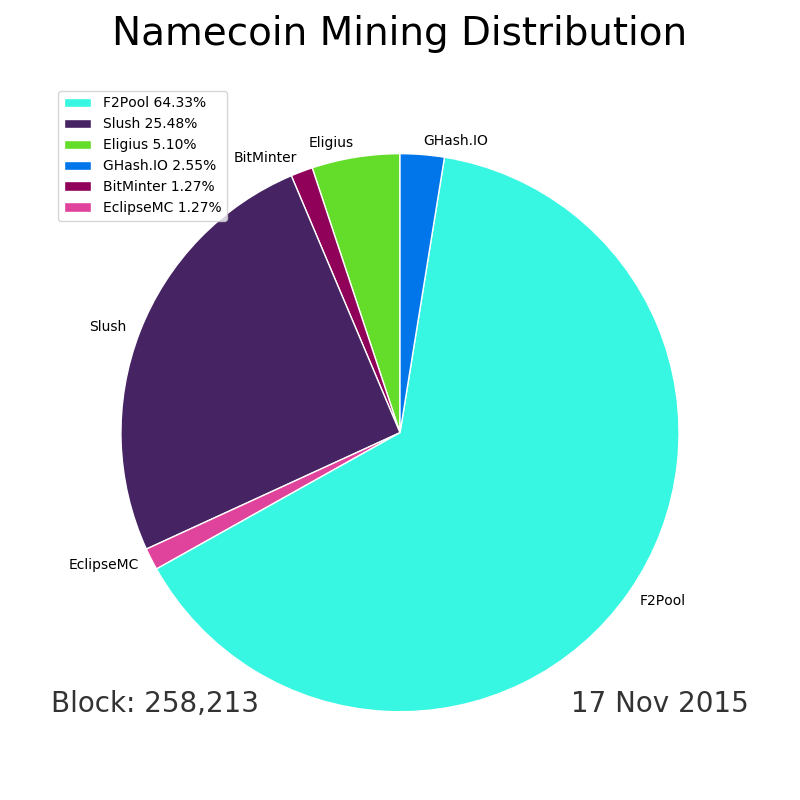 Namecoin Mining Distribution
F2Pool 64.33%
Slush 25.48%
Eligius 5.10%
GHash.IO 2.55%
BitMinter 1.27%
EclipseMC 1.27%
GHash.IO
Eligius
BitMinter
Slush
EclipseMC
F2Pool
Block: 258,213
17 Nov 2015